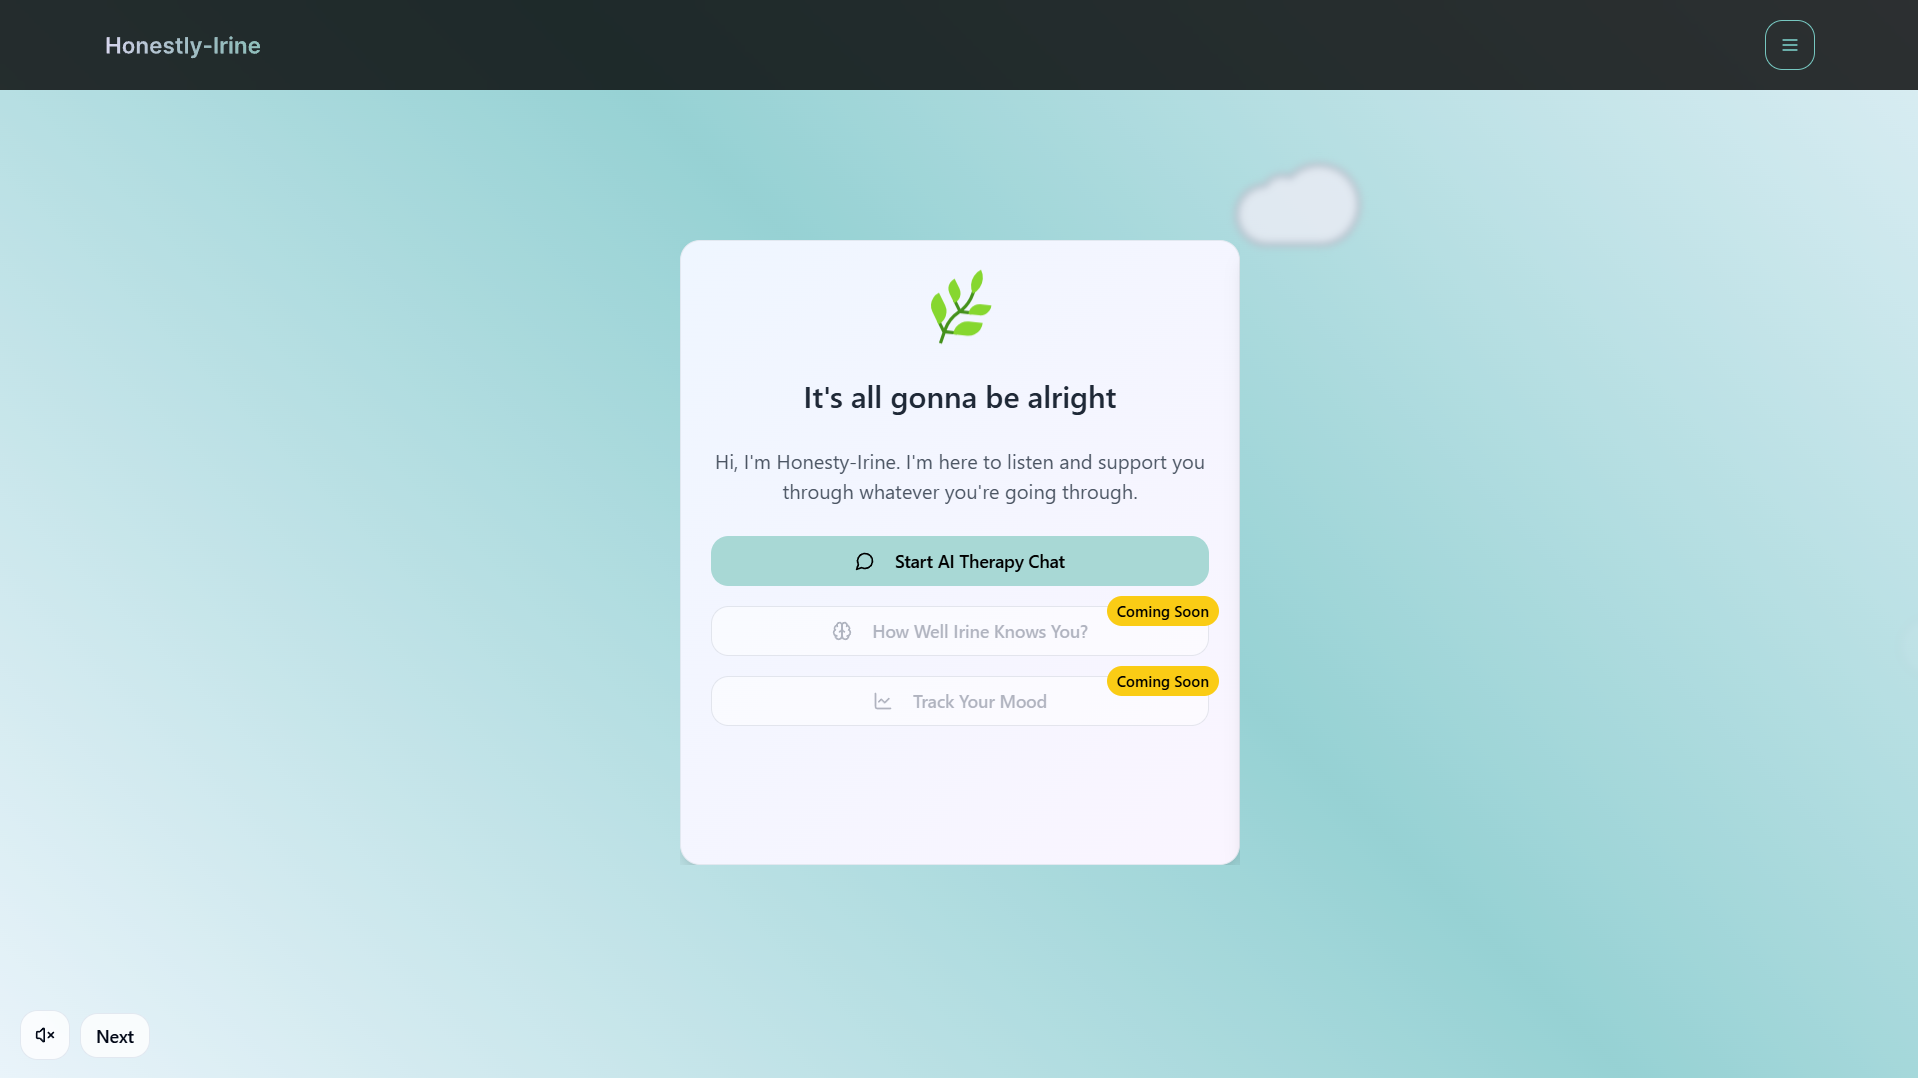 Honestly-Irine
It's all gonna be alright
Hi, I'm Honesty-Irine. I'm here to listen and support you
through whatever you're going through.
Start AI Therapy Chat
Coming Soon
How Well Irine Knows You?
Coming Soon
Track Your Mood
Next